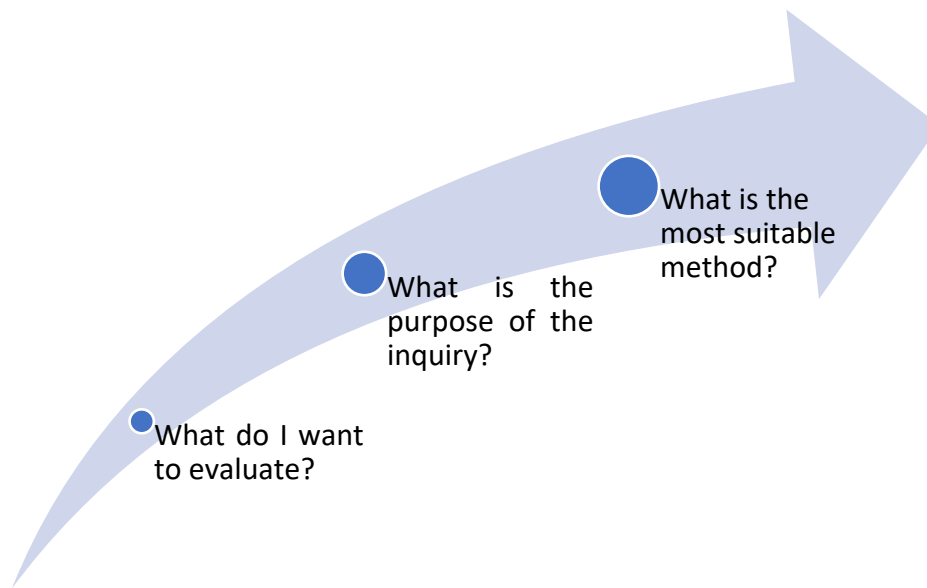 What do I want
to evaluate?
What is the
purpose of the
inquiry?
What is the
most suitable
method?